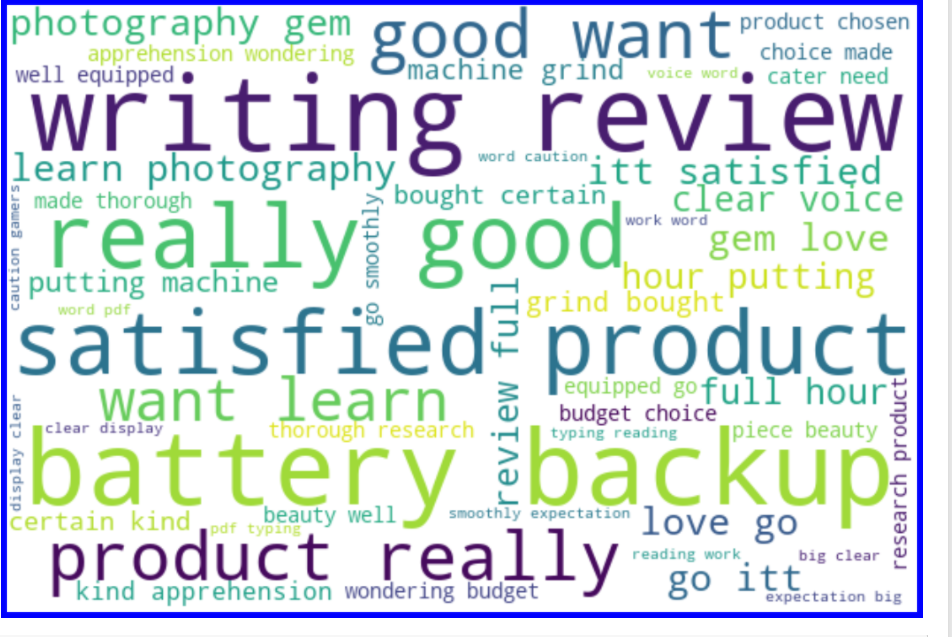 photography gem
good want
product chosen
apprehension wondering
choice made
well equipped
machine grind
voice word
cater need
writing review
learn photography
word caution
itt satisfied
made thorough
bought certain
clear voice
caution gamers
really good
go smoothly
work word
gem love
putting machine
hour putting
word pdf
grind bought
satisfied product
review full
want learn
equipped go
full hour
budget choice
display clear
clear display
thorough research
typing reading
piece beauty
research product
battery backup
certain kind
pdf typing
beauty well
smoothly expectation
love go
product really
reading work
big clear
kind apprehension
wondering budget
go itt
expectation big